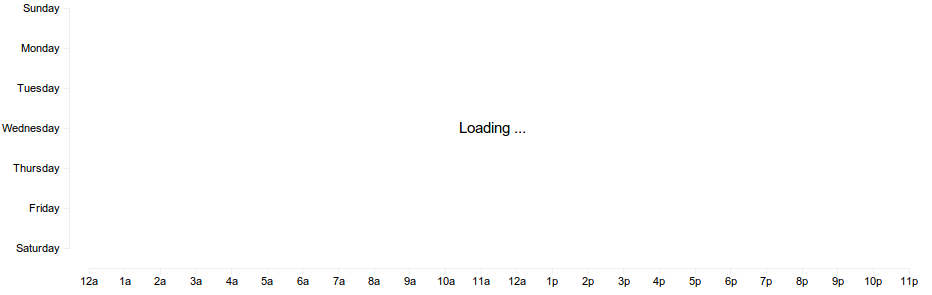 Sunday
Monday
Tuesday
Wednesday
Loading ...
Thursday
Friday
Saturday
12a 1a 2a 3a 4a 5a 6a 7a 8a 9a 10a 11a 12a 1p 2p 3p 4p 5p 6p 7p 8p 9p 10p 11p